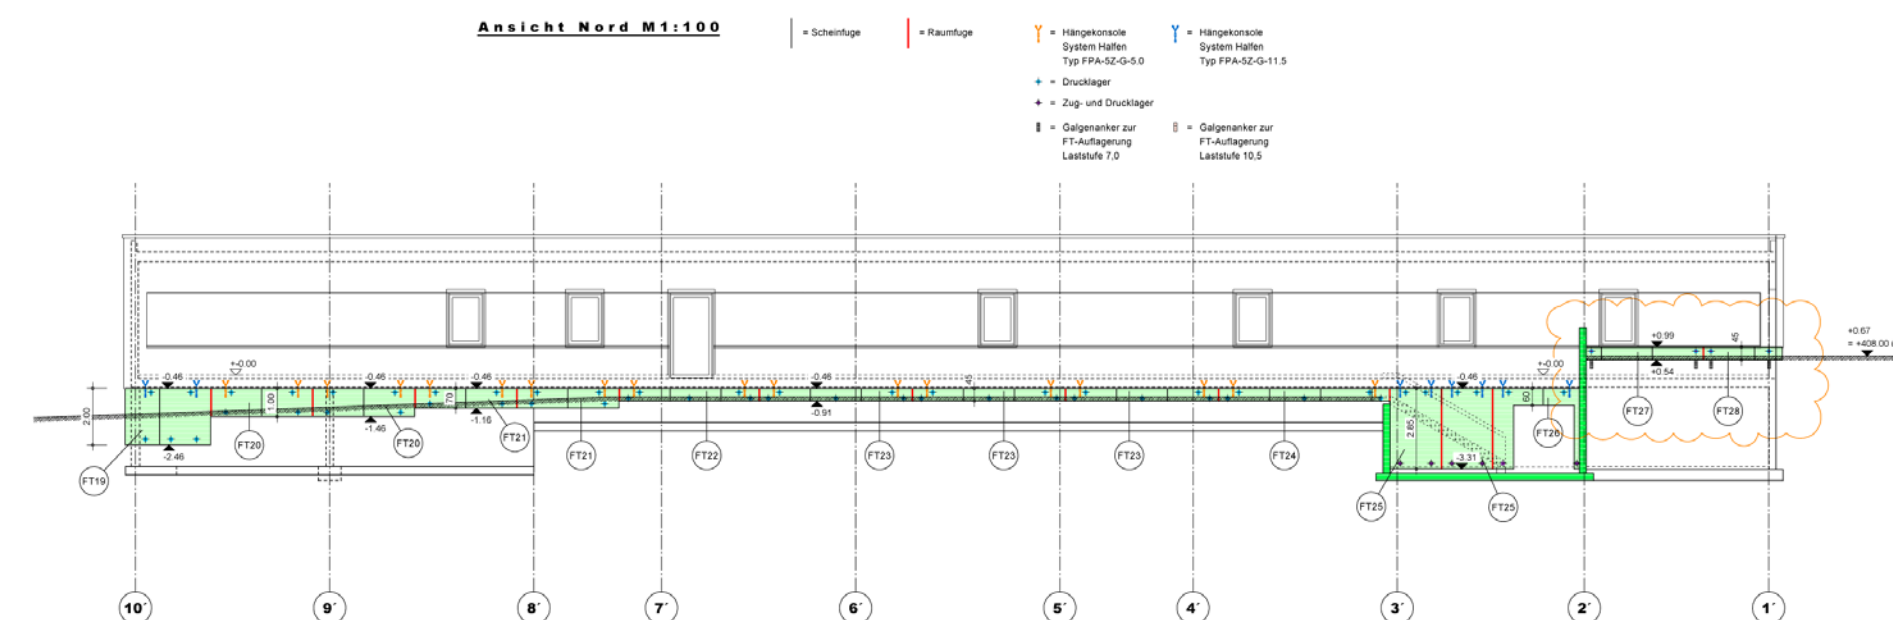 Ansicht Nord M1:100
= Scheinfuge
= Raumfuge
= Hängekonsole
System Halfen
Typ FPA-5Z-G-5.0
= Hängekonsole
System Halfen
Typ FPA-5Z-G-11.5
= Drucklager
= Zug- und Drucklager
= Galgenanker zur
FT-Auflagerung
Laststufe 7,0
= Galgenanker zur
FT-Auflagerung
Laststufe 10,5
+0.67
+0.99
45
= +408.00
+0.54
+-0.00
+-0.00
-0.46
-0.46
-0.46
-0.46
-0.46
45
2.00
1.00
70
60
-0.91
-1.16
-1.46
-2.46
2.85
-3.31
FT19
FT20
FT20
FT21
FT21
FT22
FT23
FT23
FT23
FT24
FT25
FT25
FT26
FT27
FT28
10´
9´
8´
7´
6´
5´
4´
3´
2´
1´